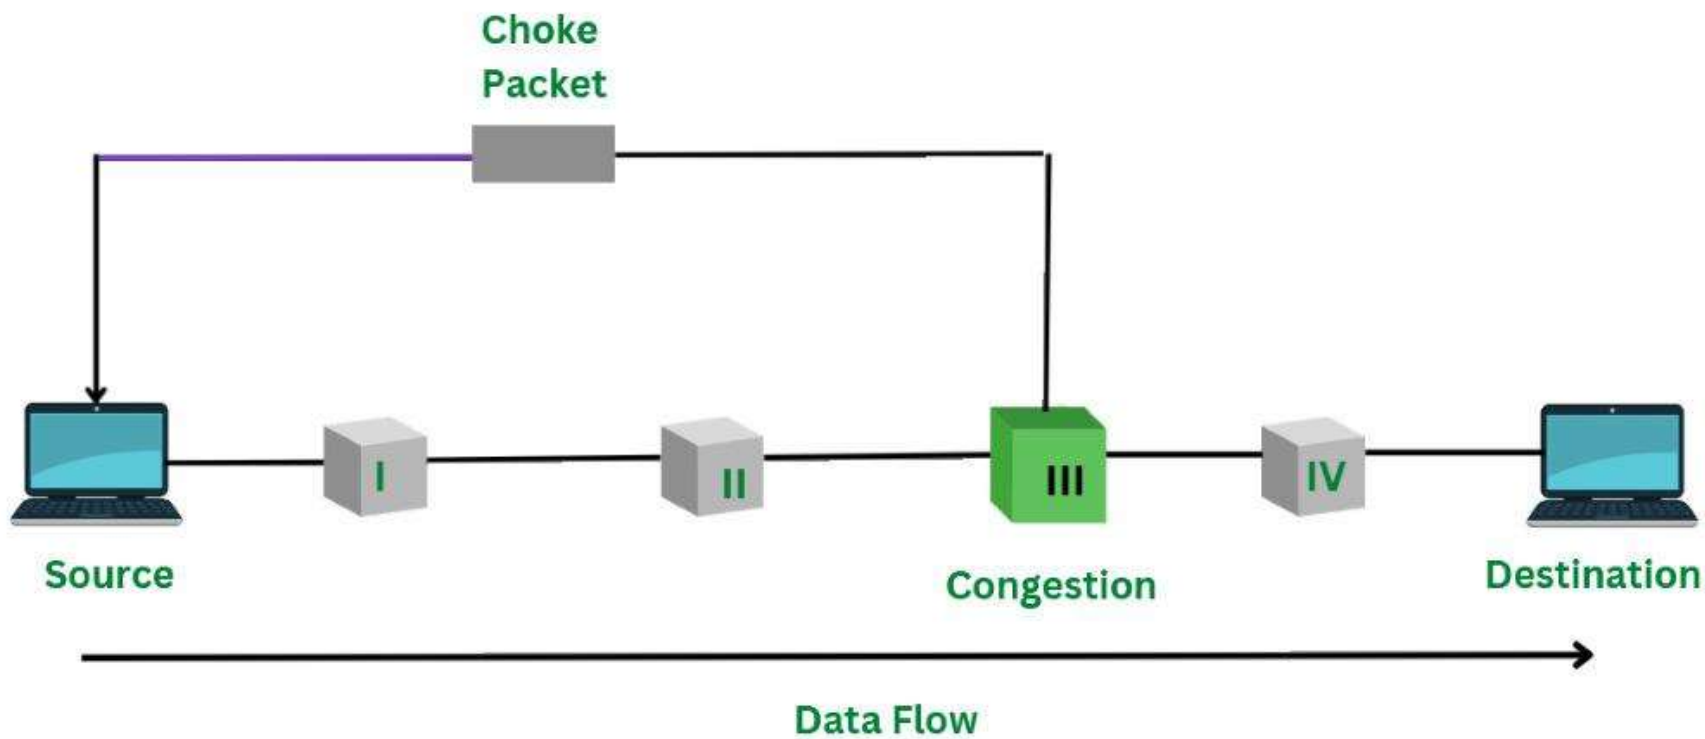 Choke
Packet
I
II
III
IV
Source
Congestion
Destination
Data Flow